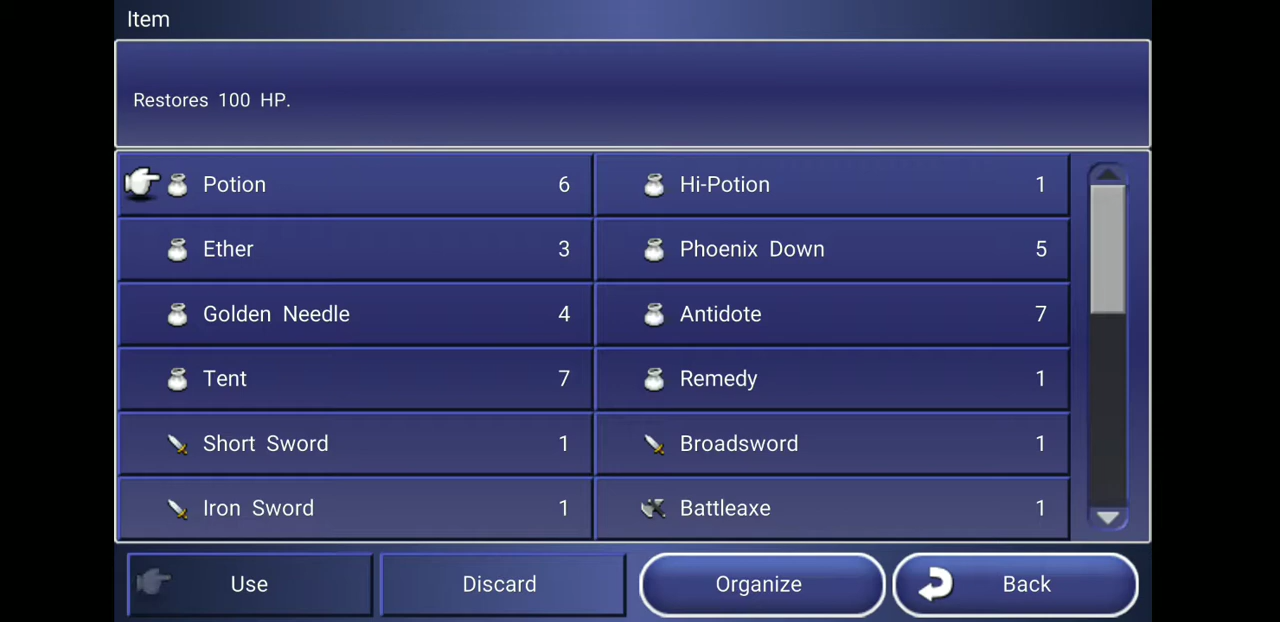 Item
Restores 100 HP.
Potion 6 Hi-Potion 1
Ether 3 Phoenix Down 5
Golden Needle 4 Antidote 7
Tent 7 Remedy 1
Short Sword 1 Broadsword 1
Iron Sword 1 Battleaxe 1
Use Discard Organize Back